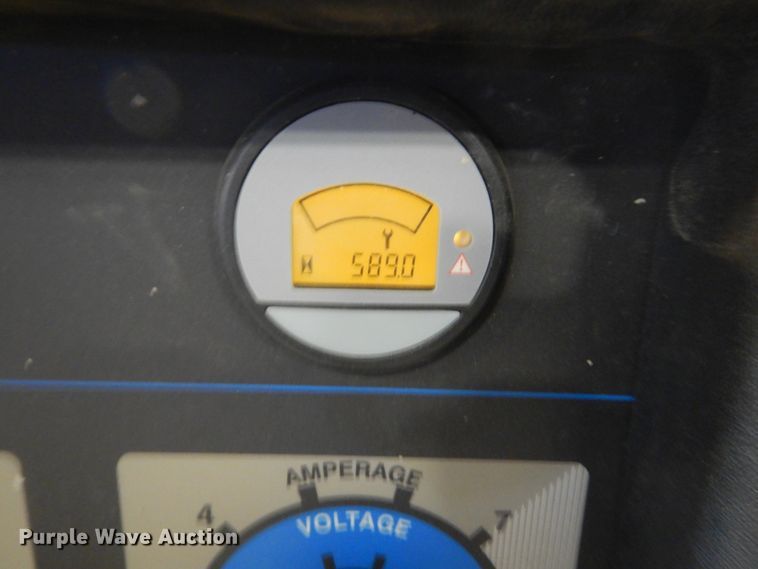 589.0
AMPERAGE
4
7
VOLTAGE
V
Purple Wave Auction